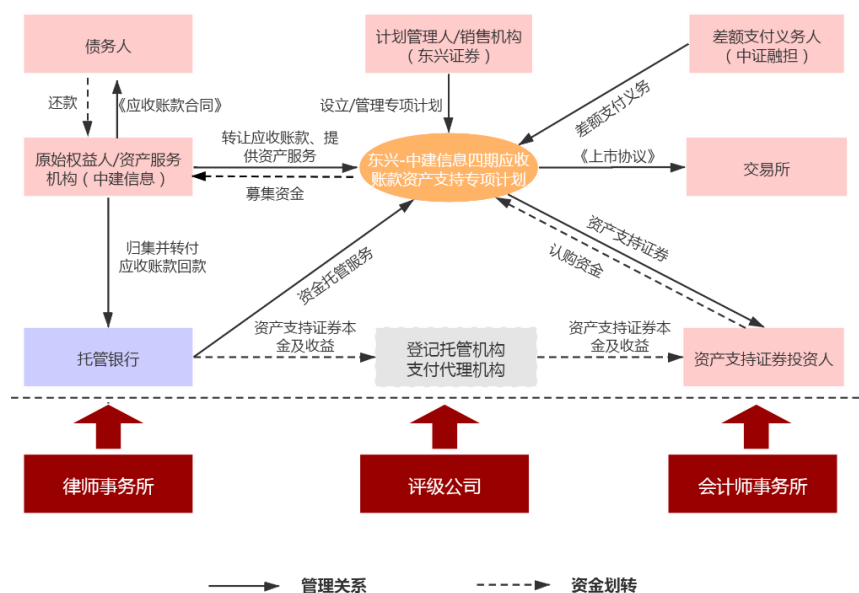 债务人
计划管理人/销售机构
（东兴证券）
差额支付义务人
（中证融担）
还款
《应收账款合同》
设立/管理专项计划
差额支付义务
原始权益人/资产服务
机构（中建信息）
转让应收账款、提
供资产服务
募集资金
东兴-中建信息四期应收
账款资产支持专项计划
《上市协议》
交易所
归集并转付
应收账款回款
资金托管服务
资产支持证券
认购资金
托管银行
资产支持证券本
金及收益
登记托管机构
支付代理机构
资产支持证券本
金及收益
资产支持证券投资人
律师事务所
评级公司
会计师事务所
管理关系
资金划转